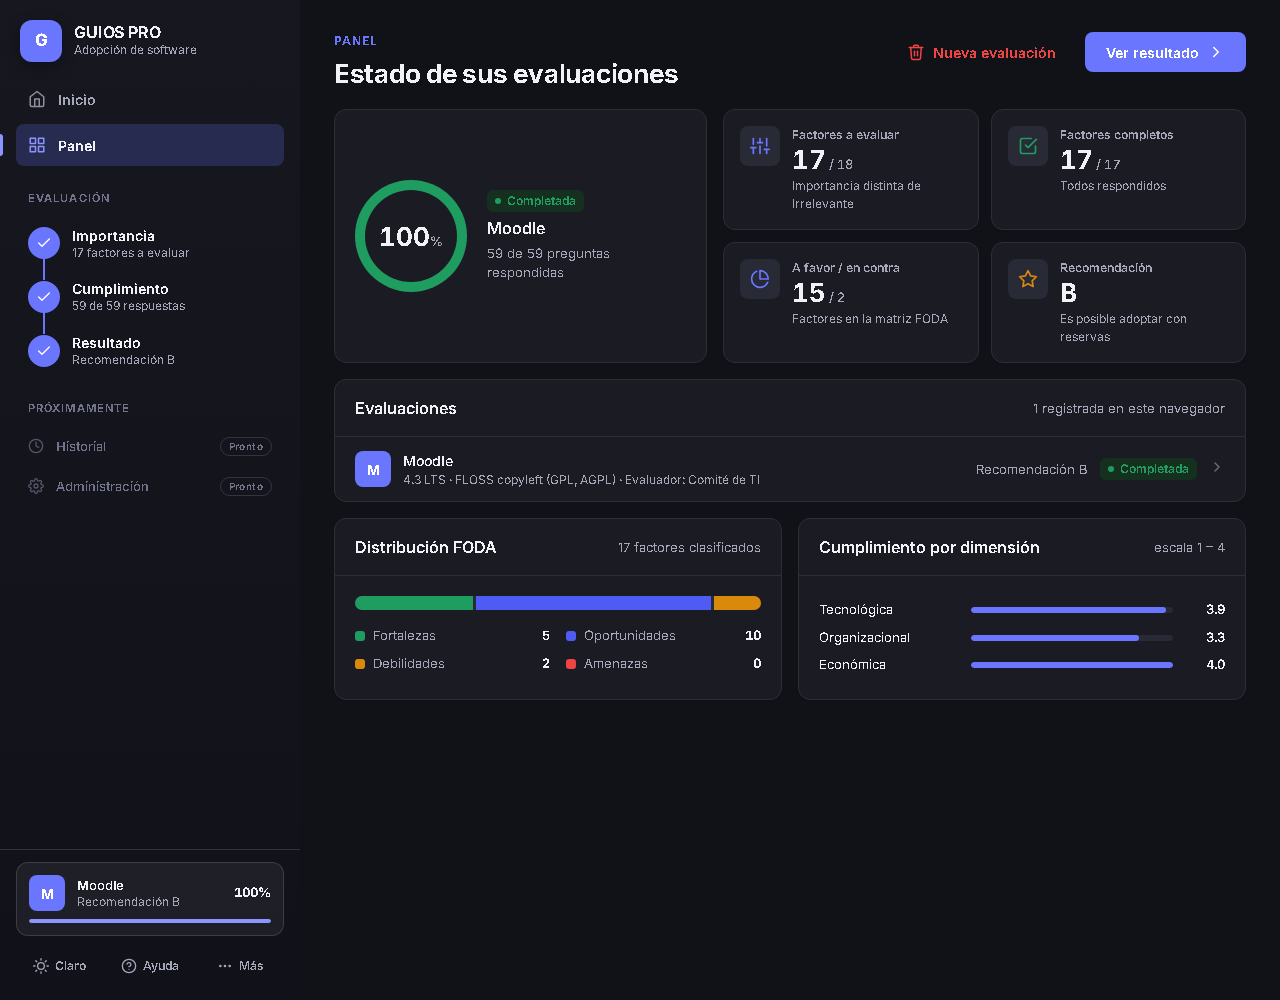 G
GUIOS PRO
Adopción de software
Inicio
Panel
EVALUACIÓN
Importancia
17 factores a evaluar
Cumplimiento
59 de 59 respuestas
Resultado
Recomendación B
PRÓXIMAMENTE
Historial
Pronto
Administración
Pronto
M
Moodle
Recomendación B
100%
Claro
Ayuda
Más
PANEL
Estado de sus evaluaciones
Nueva evaluación
Ver resultado
100%
Completada
Moodle
59 de 59 preguntas
respondidas
Factores a evaluar
17 / 18
Importancia distinta de
Irrelevante
Factores completos
17 / 17
Todos respondidos
A favor / en contra
15 / 2
Factores en la matriz FODA
Recomendación
B
Es posible adoptar con
reservas
Evaluaciones
1 registrada en este navegador
M
Moodle
4.3 LTS · FLOSS copyleft (GPL, AGPL) · Evaluador: Comité de TI
Recomendación B
Completada
Distribución FODA
17 factores clasificados
Fortalezas 5
Oportunidades 10
Debilidades 2
Amenazas 0
Cumplimiento por dimensión
escala 1 – 4
Tecnológica 3.9
Organizacional 3.3
Económica 4.0